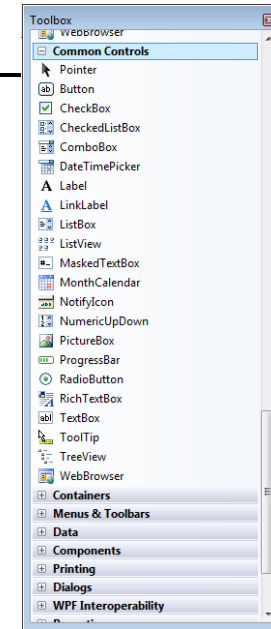 Toolbox
WebBrowser
Common Controls
Pointer
Button
CheckBox
CheckedListBox
ComboBox
DateTimePicker
Label
LinkLabel
ListBox
ListView
MaskedTextBox
MonthCalendar
NotifyIcon
NumericUpDown
PictureBox
ProgressBar
RadioButton
RichTextBox
TextBox
ToolTip
TreeView
WebBrowser
Containers
Menus & Toolbars
Data
Components
Printing
Dialogs
WPF Interoperability